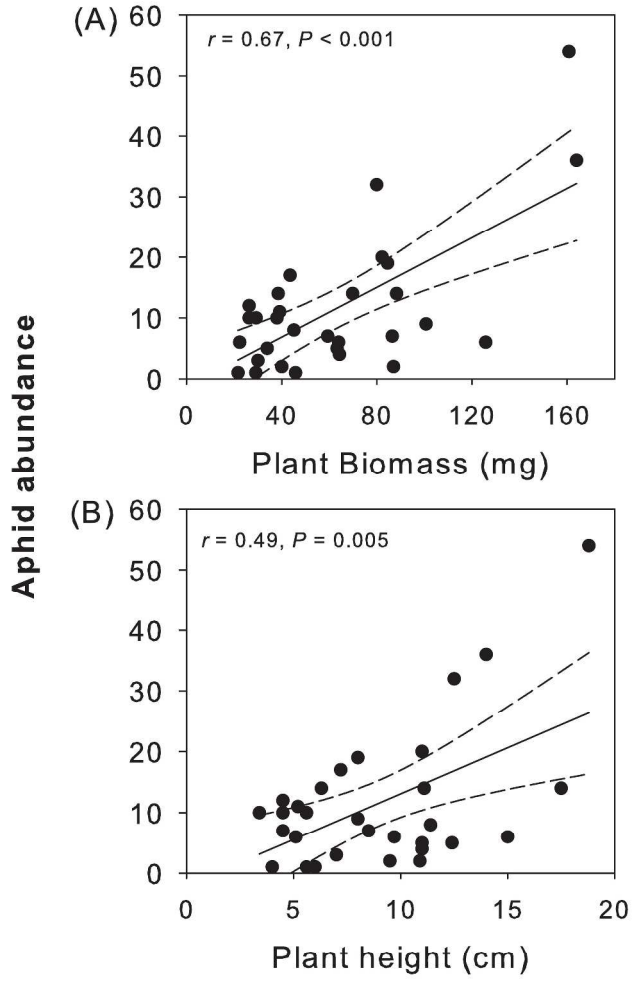 Aphid abundance
(A)
r = 0.67, P < 0.001
60
50
40
30
20
10
0
0 40 80 120 160
Plant Biomass (mg)
(B)
r = 0.49, P = 0.005
60
50
40
30
20
10
0
0 5 10 15 20
Plant height (cm)